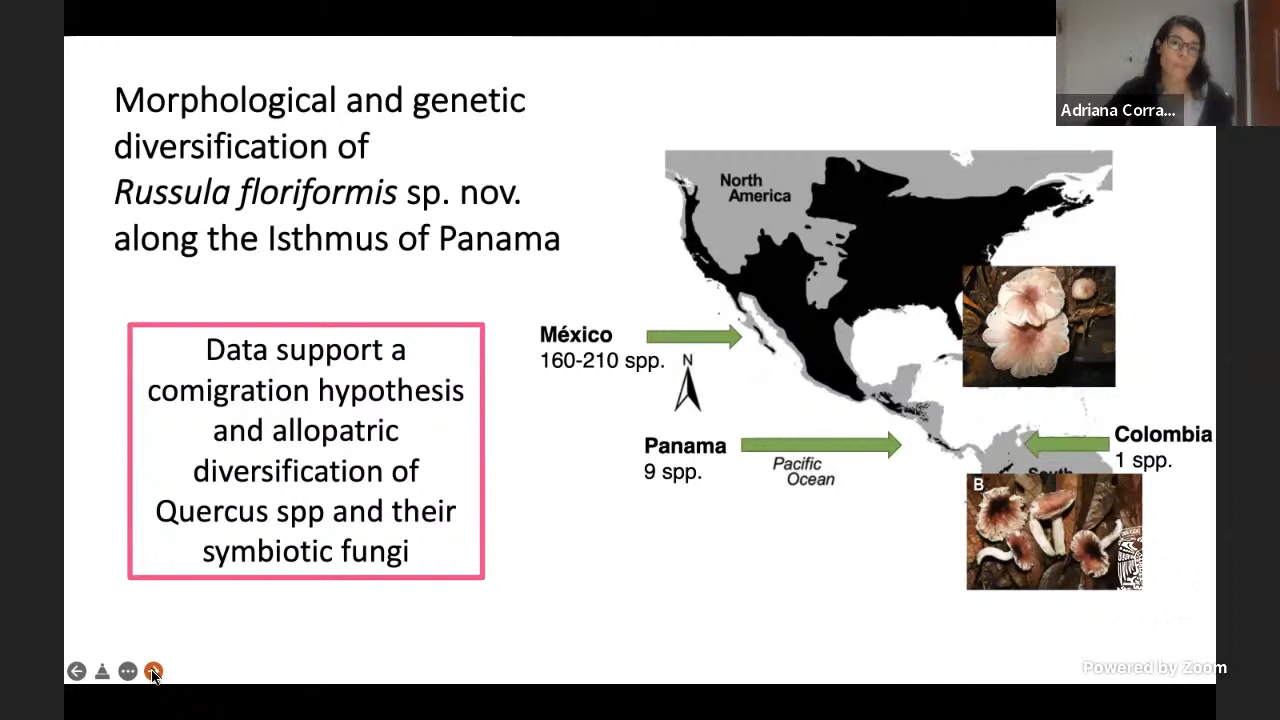 Morphological and genetic
diversification of
Russula floriformis sp. nov.
along the Isthmus of Panama
Data support a
comigration hypothesis
and allopatric
diversification of
Quercus spp and their
symbiotic fungi
North
America
México
160-210 spp.
N
Panama
9 spp.
Pacific
Ocean
Colombia
1 spp.
South
B
Adriana Corra...
Powered by Zoom